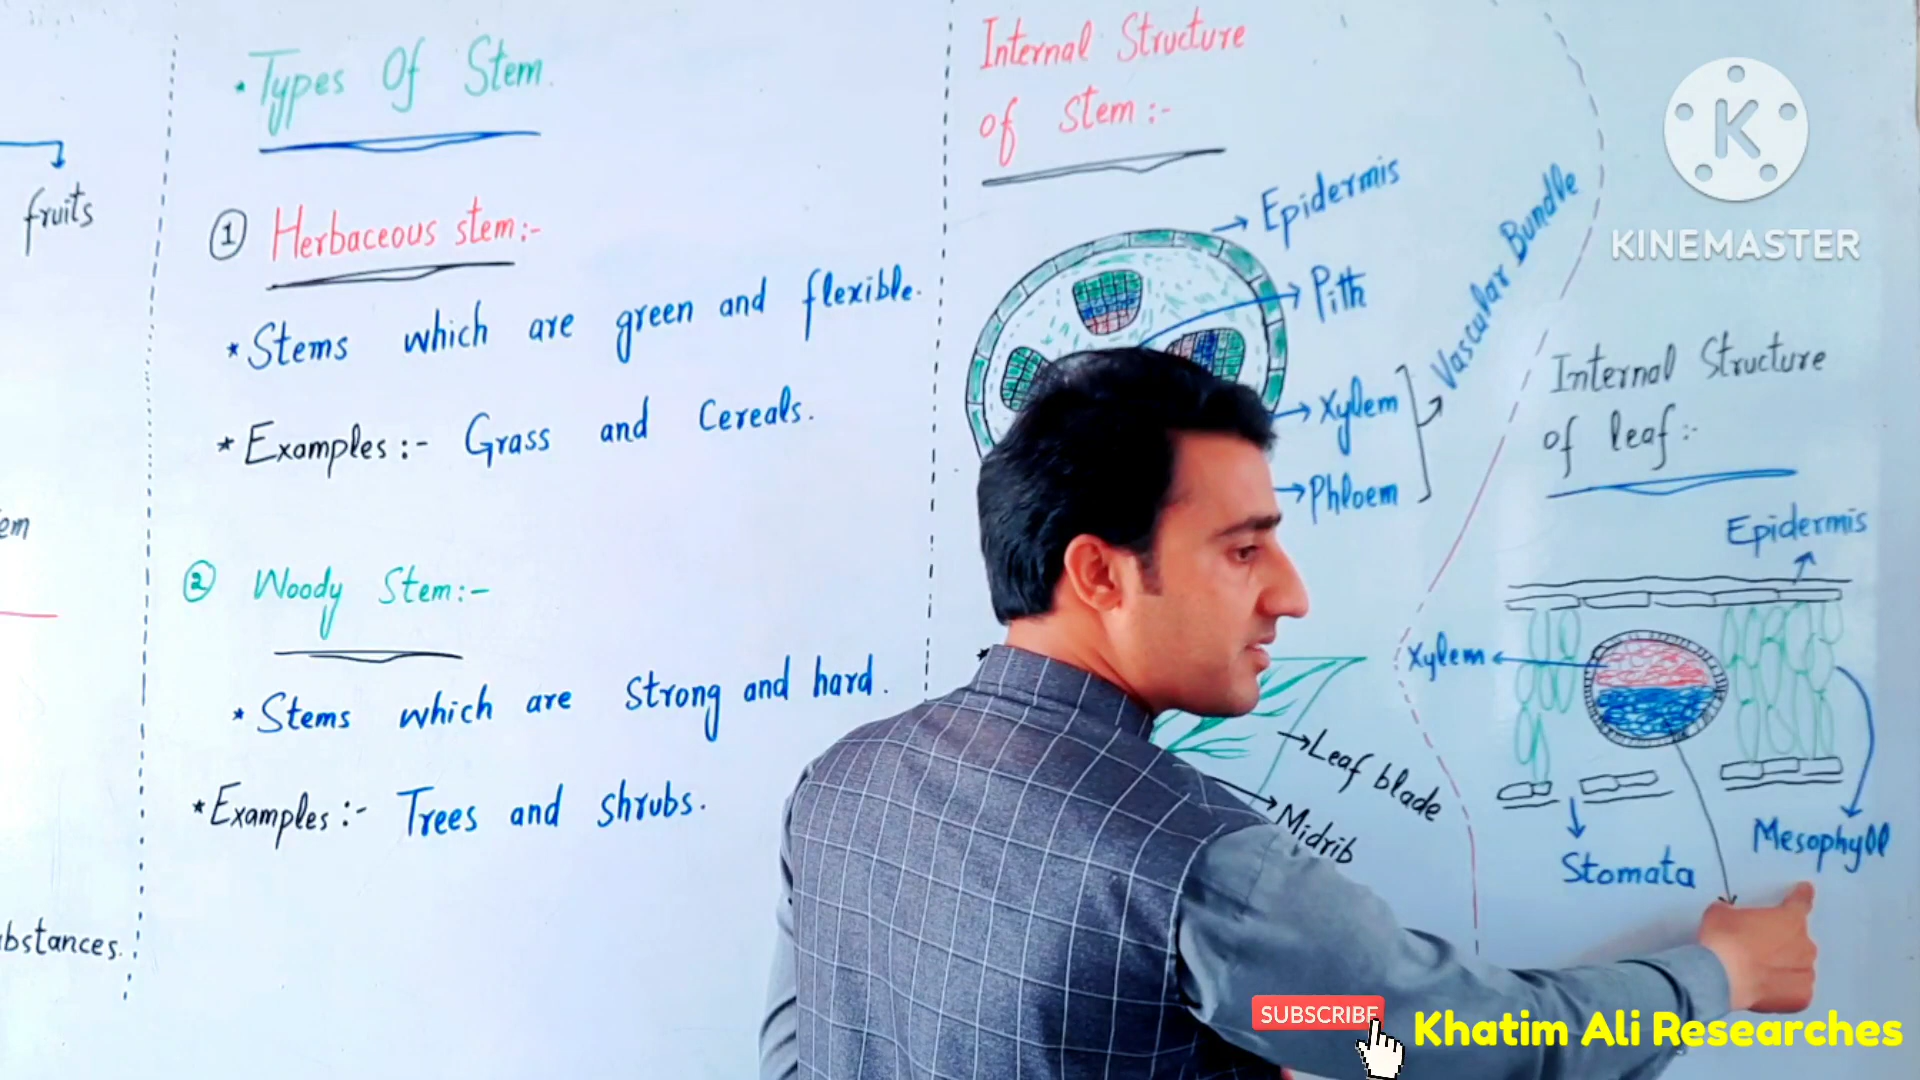 fruits
em
bstances.
• Types Of Stem.
① Herbaceous stem:-
* Stems which are green and flexible.
* Examples:- Grass and Cereals.
② Woody Stem:-
* Stems which are Strong and hard.
* Examples:- Trees and shrubs.
Internal Structure
of Stem:-
Epidermis
Pith
Xylem
Phloem
Vascular Bundle
Leaf blade
Midrib
Internal Structure
of leaf:-
Epidermis
Xylem
Stomata
Mesophyll
K
KINEMASTER
SUBSCRIBE
Khatim Ali Researches